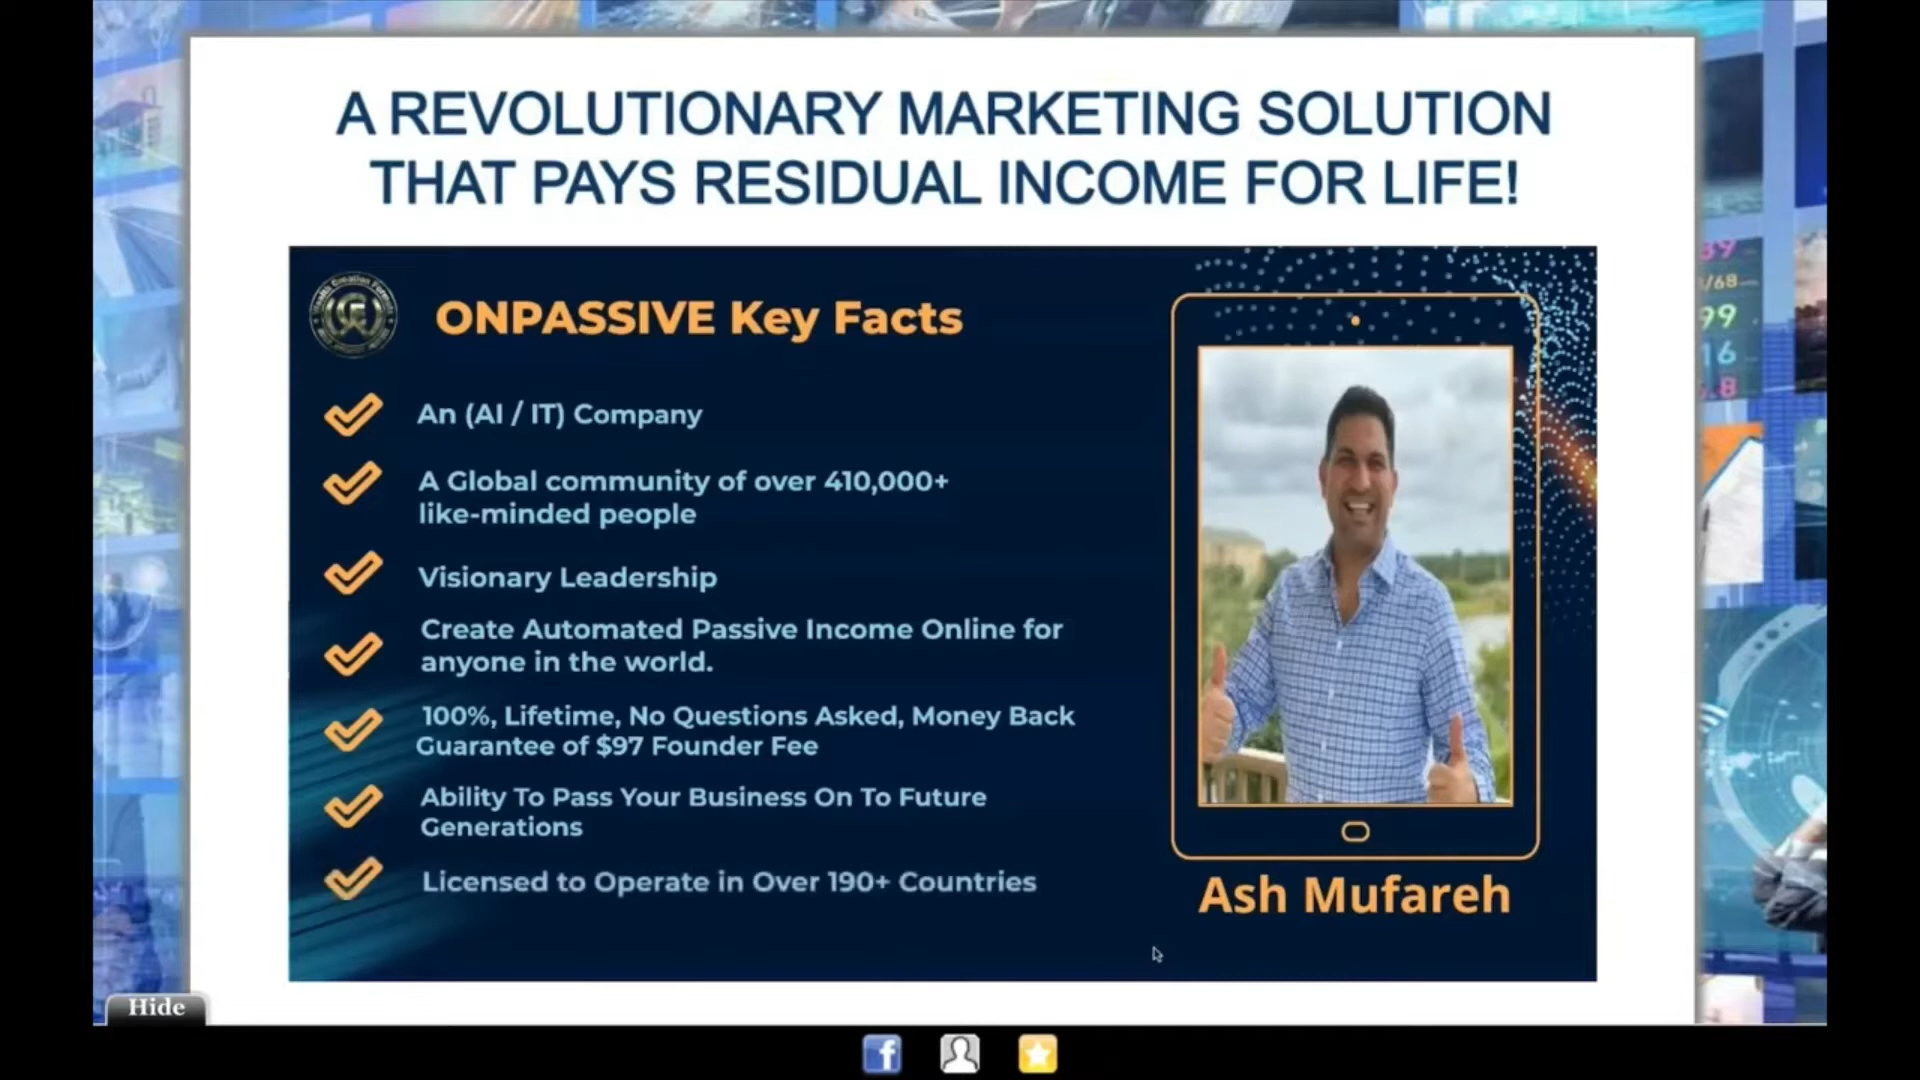 A REVOLUTIONARY MARKETING SOLUTION
THAT PAYS RESIDUAL INCOME FOR LIFE!
ONPASSIVE Key Facts
An (AI / IT) Company
A Global community of over 410,000+
like-minded people
Visionary Leadership
Create Automated Passive Income Online for
anyone in the world.
100%, Lifetime, No Questions Asked, Money Back
Guarantee of $97 Founder Fee
Ability To Pass Your Business On To Future
Generations
Licensed to Operate in Over 190+ Countries
Ash Mufareh
99
16
Hide